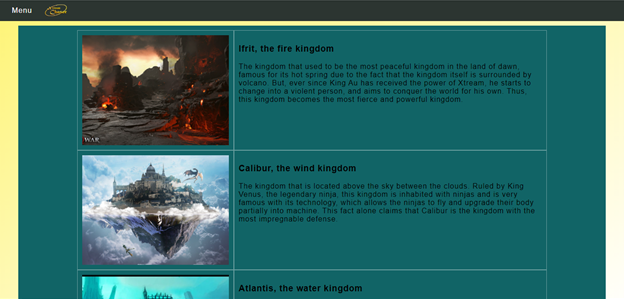 Menu
Ifrit, the fire kingdom
The kingdom that used to be the most peaceful kingdom in the land of dawn,
famous for its hot spring due to the fact that the kingdom itself is surrounded by
volcano. But, ever since King Au has received the power of Xtream, he starts to
change into a violent person, and aims to conquer the world for his own. Thus,
this kingdom becomes the most fierce and powerful kingdom.
WAR
Calibur, the wind kingdom
The kingdom that is located above the sky between the clouds. Ruled by King
Venus, the legendary ninja, this kingdom is inhabited with ninjas and is very
famous with its technology, which allows the ninjas to fly and upgrade their body
partially into machine. This fact alone claims that Calibur is the kingdom with the
most impregnable defense
Atlantis, the water kingdom